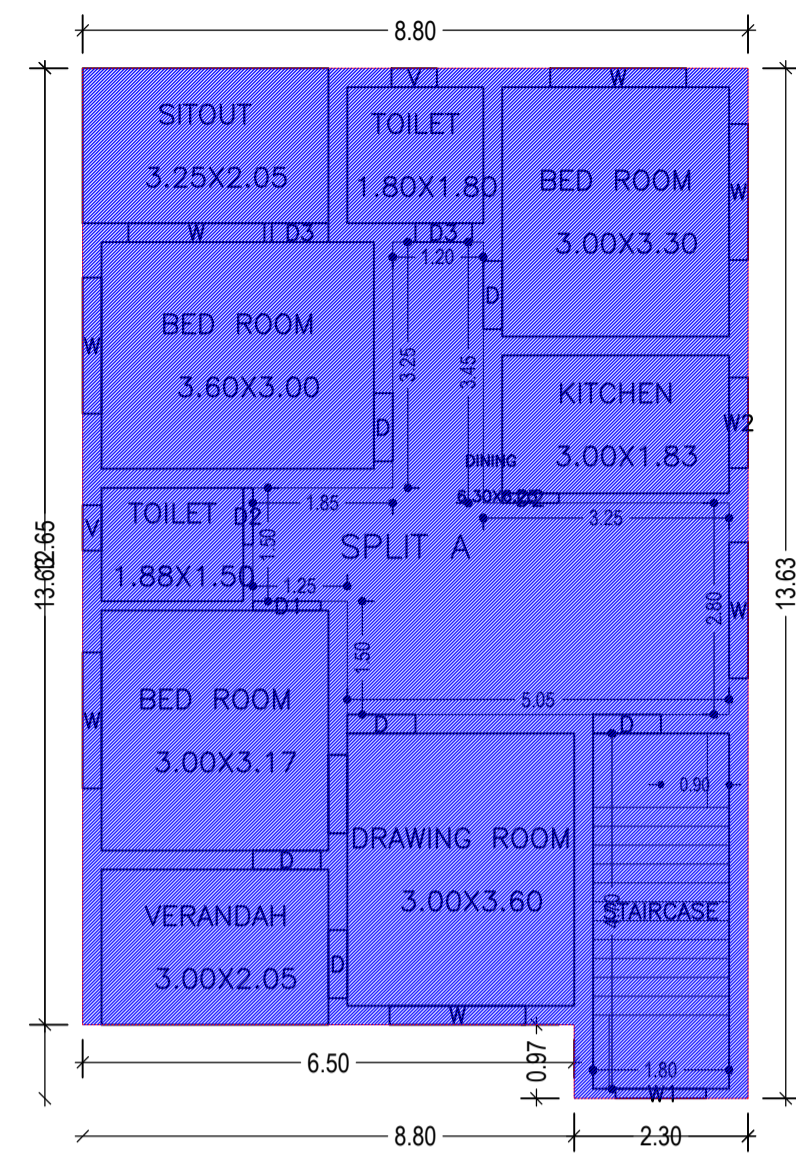 8.80
V
W
SITOUT
TOILET
3.25X2.05
1.80X1.80
BED ROOM
W
3.00X3.30
W
D3
D3
1.20
D
BED ROOM
W
3.60X3.00
3.25
3.45
KITCHEN
D
W2
DINING
3.00X1.83
TOILET
D2
1.85
3.25
V
1.50
SPLIT A
1.88X1.50
1.25
D1
13.63
12.65
13.63
W
2.80
1.50
BED ROOM
5.05
W
D
D
3.00X3.17
0.90
DRAWING ROOM
D
3.00X3.60
VERANDAH
STAIRCASE
3.00X2.05
D
W
6.50
0.97
1.80
W1
8.80
2.30